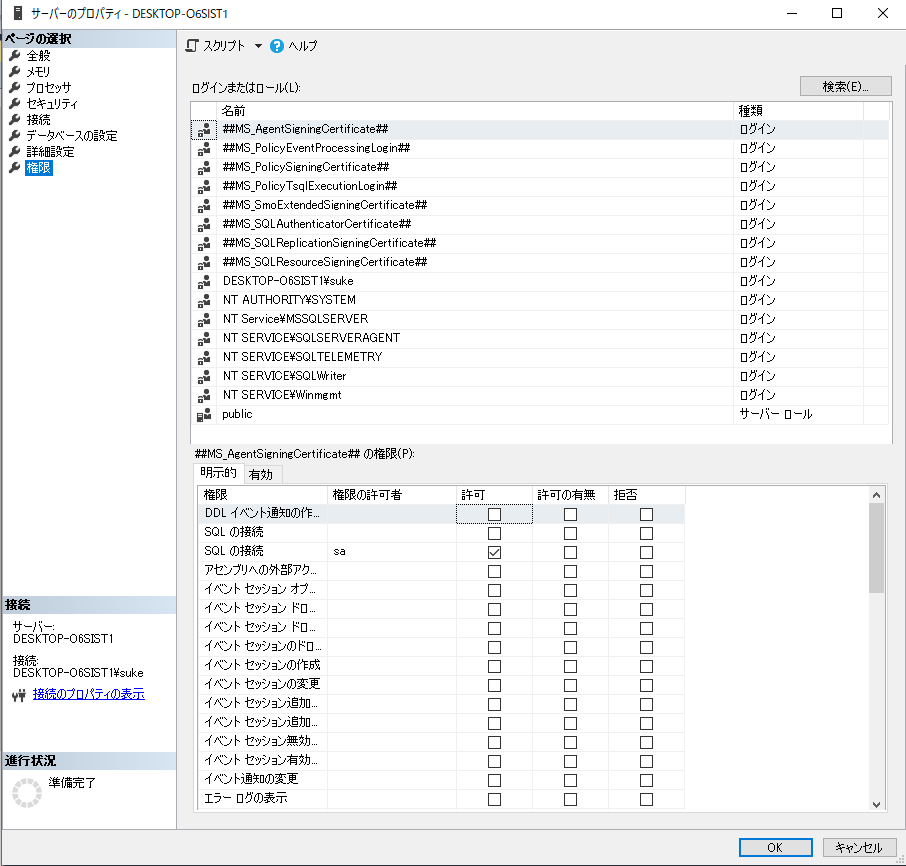 サーバーのプロパティ - DESKTOP-O6SIST1
ページの選択
全般
メモリ
プロセッサ
セキュリティ
接続
データベースの設定
詳細設定
権限
スクリプト
ヘルプ
ログインまたはロール(L):
検索(E)...
名前 種類
##MS_AgentSigningCertificate## ログイン
##MS_PolicyEventProcessingLogin## ログイン
##MS_PolicySigningCertificate## ログイン
##MS_PolicyTsqlExecutionLogin## ログイン
##MS_SmoExtendedSigningCertificate## ログイン
##MS_SQLAuthenticatorCertificate## ログイン
##MS_SQLReplicationSigningCertificate## ログイン
##MS_SQLResourceSigningCertificate## ログイン
DESKTOP-O6SIST1¥suke ログイン
NT AUTHORITY¥SYSTEM ログイン
NT Service¥MSSQLSERVER ログイン
NT SERVICE¥SQLSERVERAGENT ログイン
NT SERVICE¥SQLTELEMETRY ログイン
NT SERVICE¥SQLWriter ログイン
NT SERVICE¥Winmgmt ログイン
public サーバー ロール
##MS_AgentSigningCertificate## の権限(P):
明示的 有効
権限 権限の許可者 許可 許可の有無 拒否
DDL イベント通知の作...
SQL の接続
SQL の接続 sa
アセンブリへの外部アク...
イベント セッション オプ...
イベント セッション ドロ...
イベント セッション ドロ...
イベント セッションのドロ...
イベント セッションの作成
イベント セッションの変更
イベント セッション追加...
イベント セッション追加...
イベント セッション無効...
イベント セッション有効...
イベント通知の変更
エラー ログの表示
接続
サーバー:
DESKTOP-O6SIST1
接続:
DESKTOP-O6SIST1¥suke
接続のプロパティの表示
進行状況
準備完了
OK
キャンセル